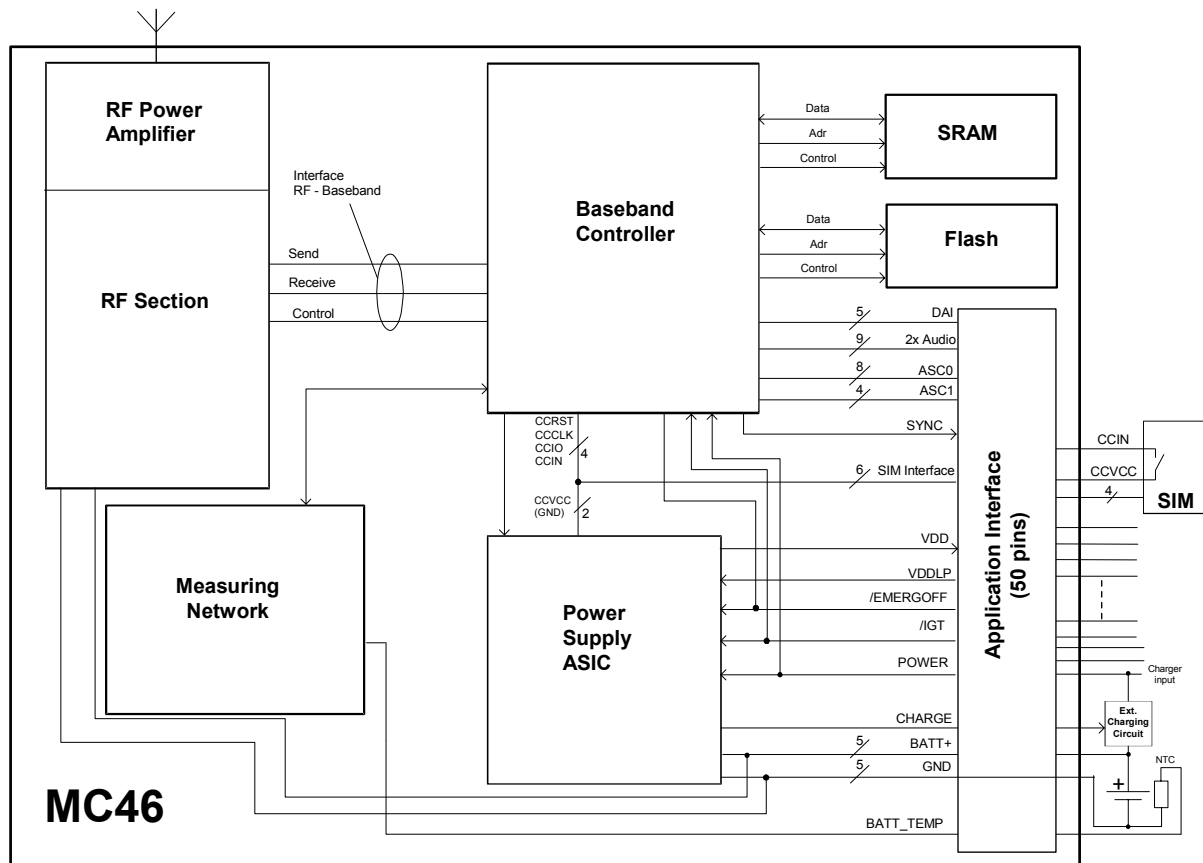 RF Power
Amplifier
RF Section
Interface
RF - Baseband
Send
Receive
Control
Baseband
Controller
Data
Adr
Control
SRAM
Data
Adr
Control
Flash
5
DAI
9
2x Audio
8
ASC0
4
ASC1
SYNC
CCRST
CCCLK
CCIO
CCIN
4
6
SIM Interface
CCVCC
(GND)
2
Measuring
Network
Power
Supply
ASIC
VDD
VDDLP
/EMERGOFF
/IGT
POWER
CHARGE
5
BATT+
5
GND
BATT_TEMP
Application Interface
(50 pins)
CCIN
CCVCC
4
SIM
Charger
input
Ext.
Charging
Circuit
NTC
+
MC46